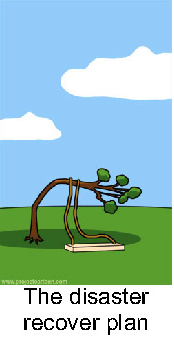 www.projectcartoon.com
The disaster
recover plan